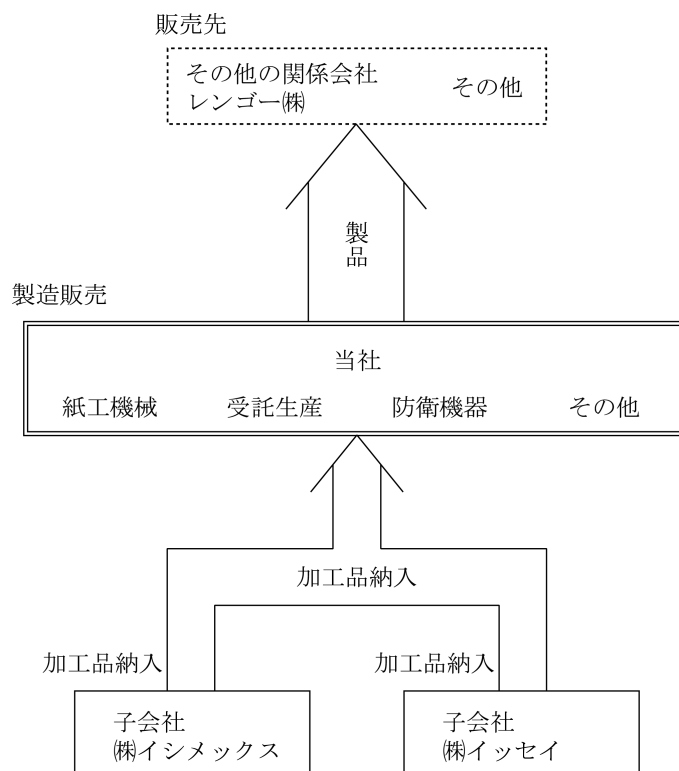 販売先
その他の関係会社
レンゴー㈱
その他
製品
製造販売
当社
紙工機械 受託生産 防衛機器 その他
加工品納入
加工品納入 加工品納入
子会社
㈱イシメックス
子会社
㈱イッセイ